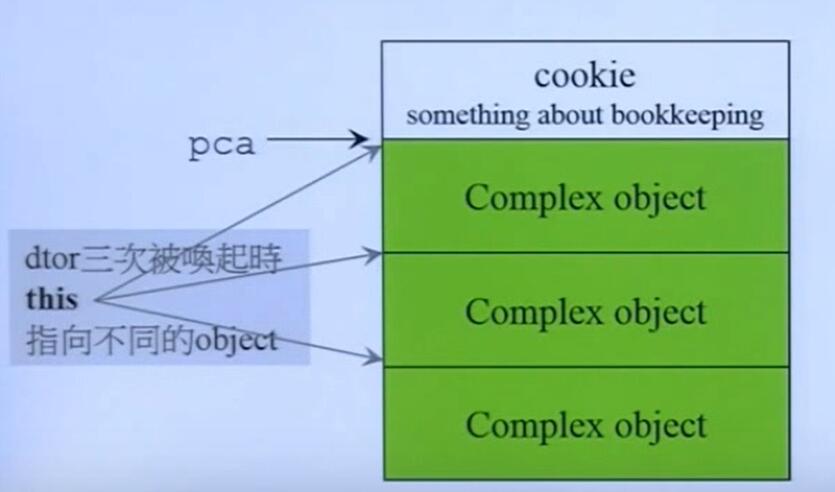 cookie
something about bookkeeping
pca
Complex object
dtor三次被喚起時
this
指向不同的object
Complex object
Complex object